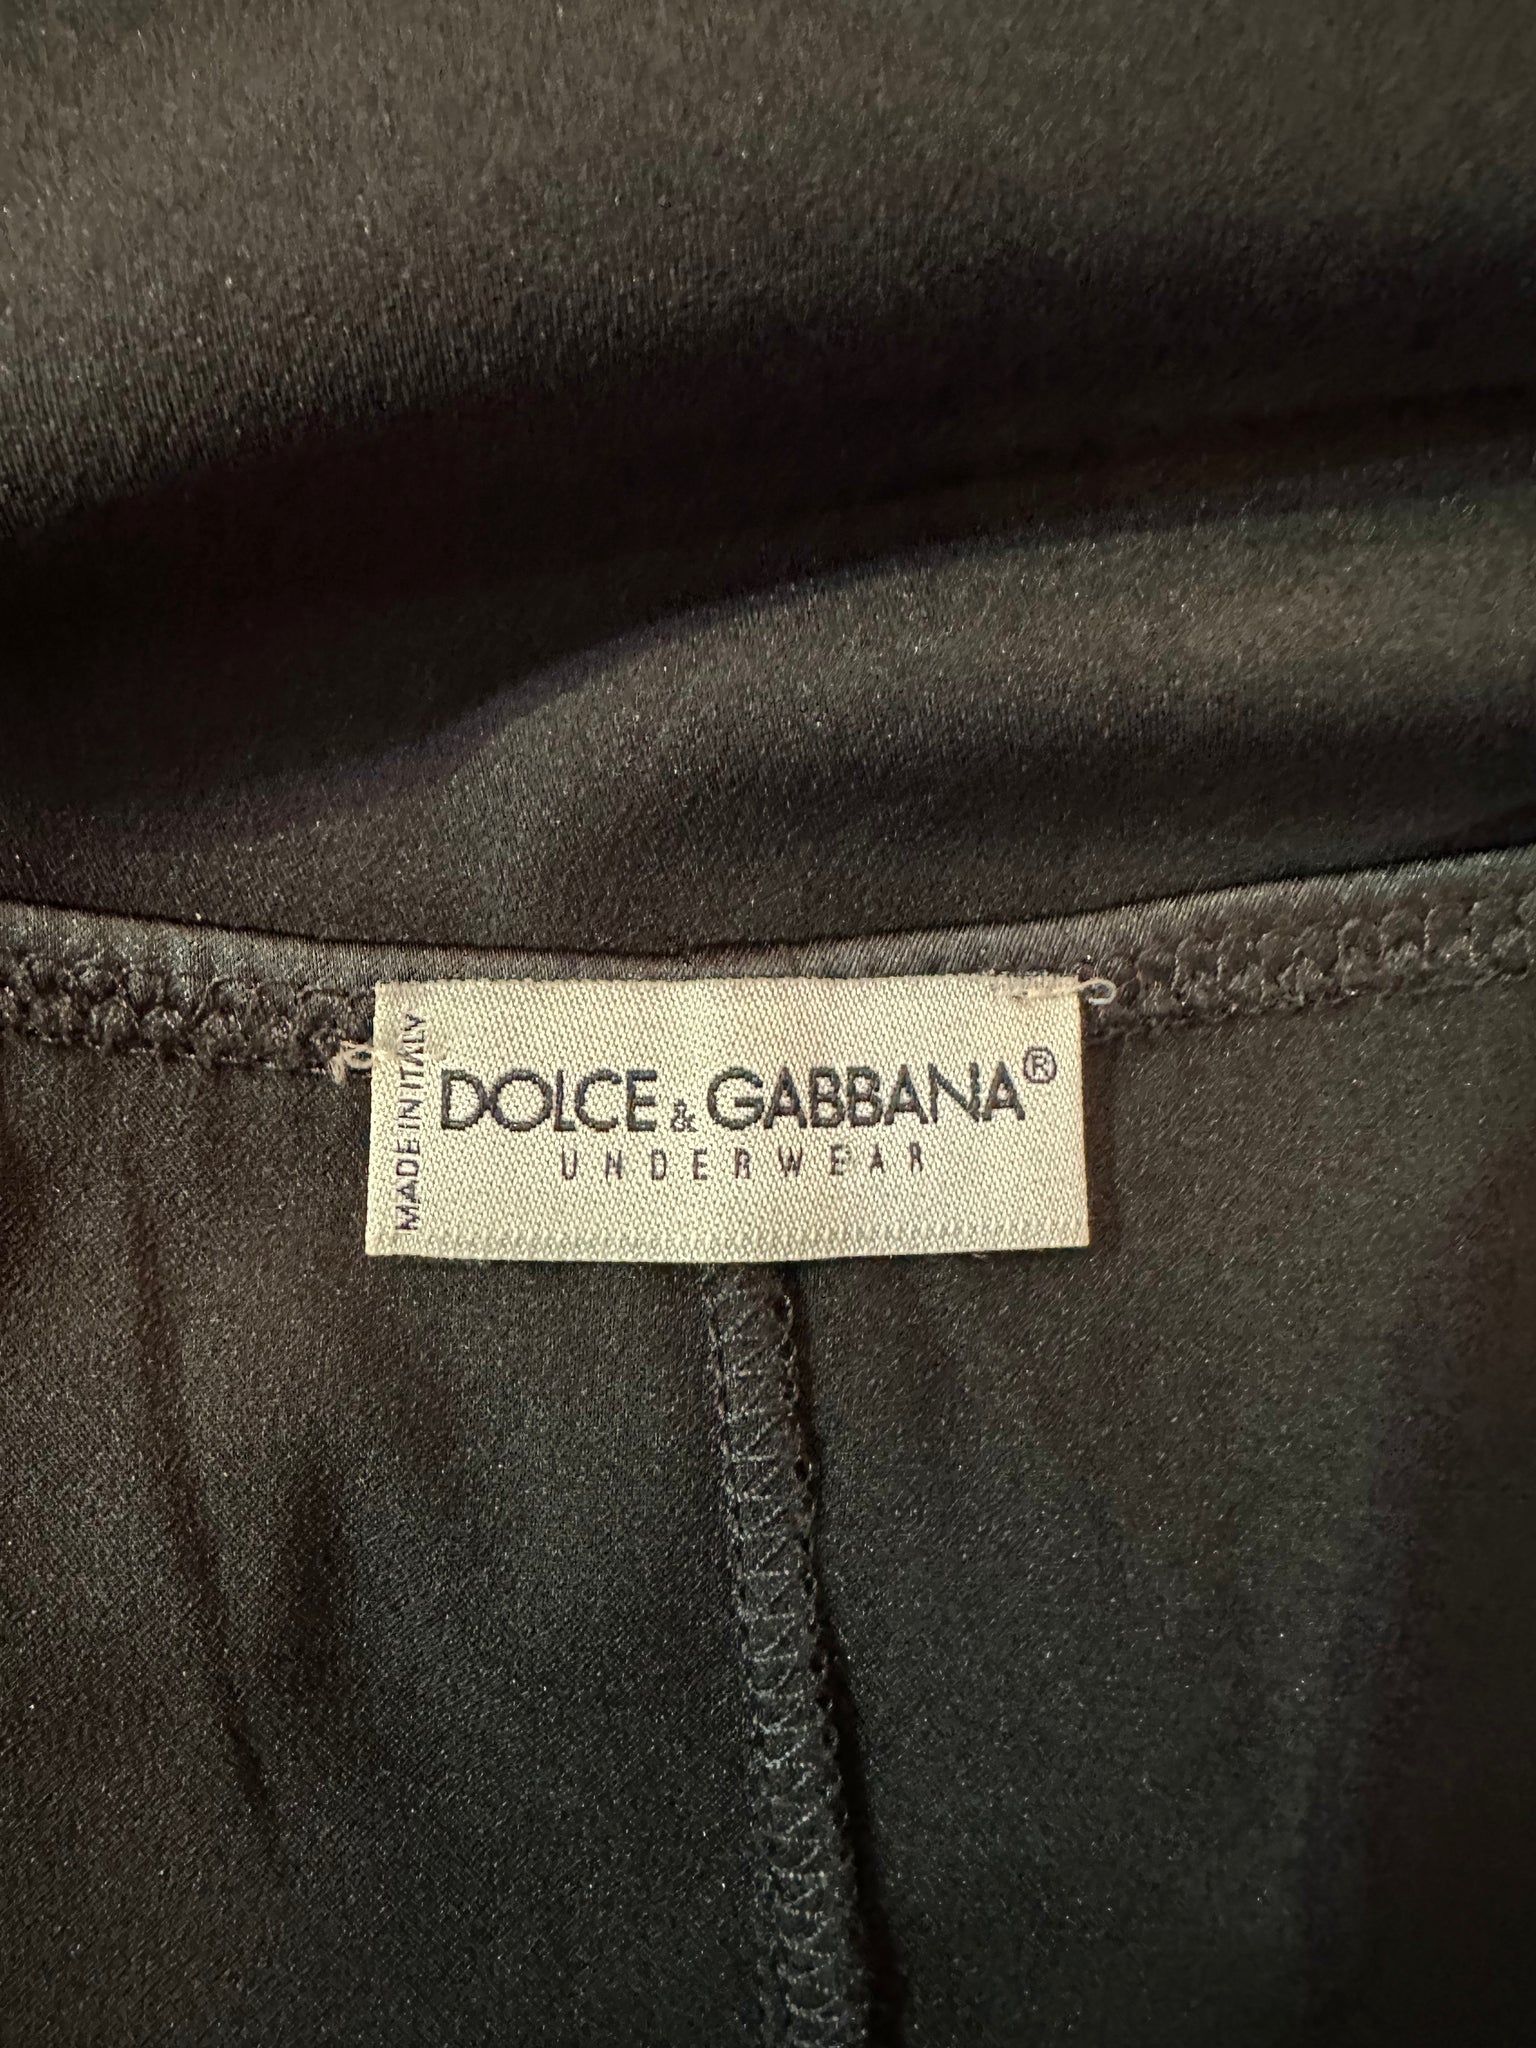 MADE IN ITALY
DOLCE & GABBANA®
UNDERWEAR